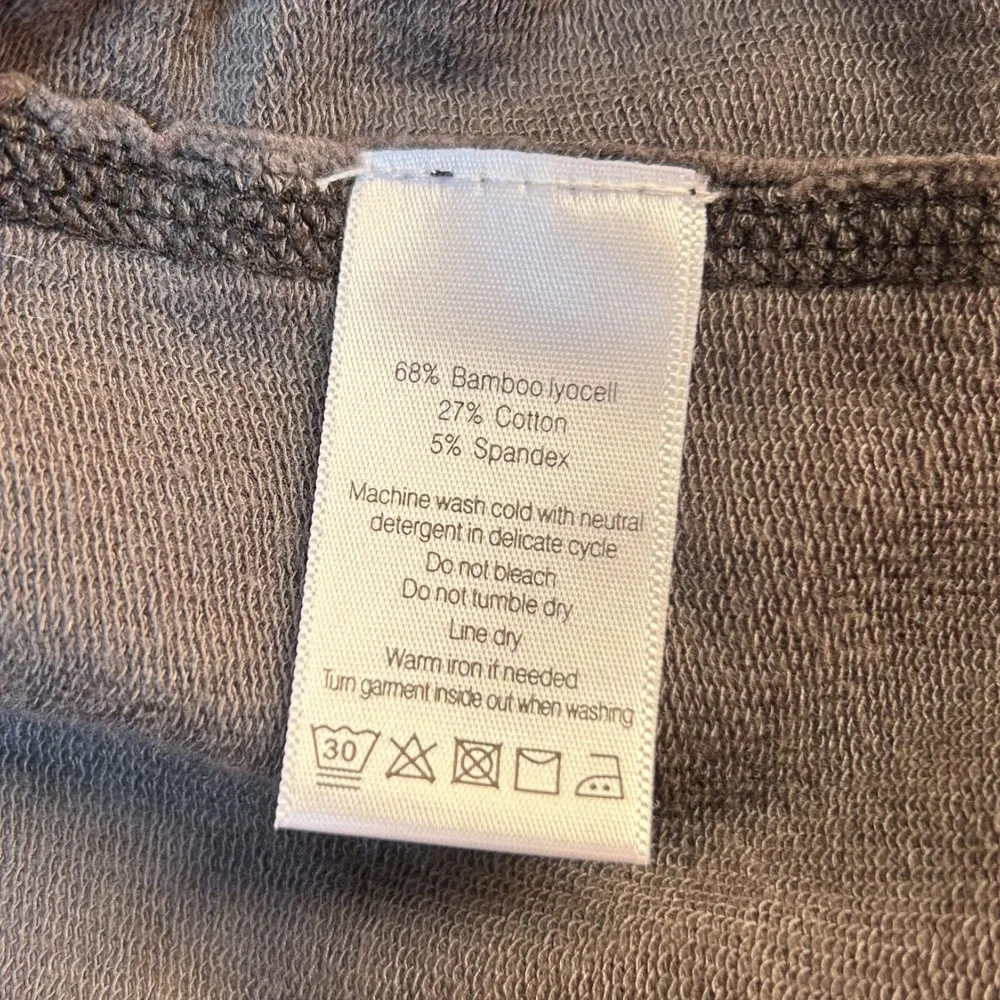 68% Bamboo lyocell
27% Cotton
5% Spandex
Machine wash cold with neutral
detergent in delicate cycle
Do not bleach
Do not tumble dry
Line dry
Warm iron if needed
Turn garment inside out when washing
30